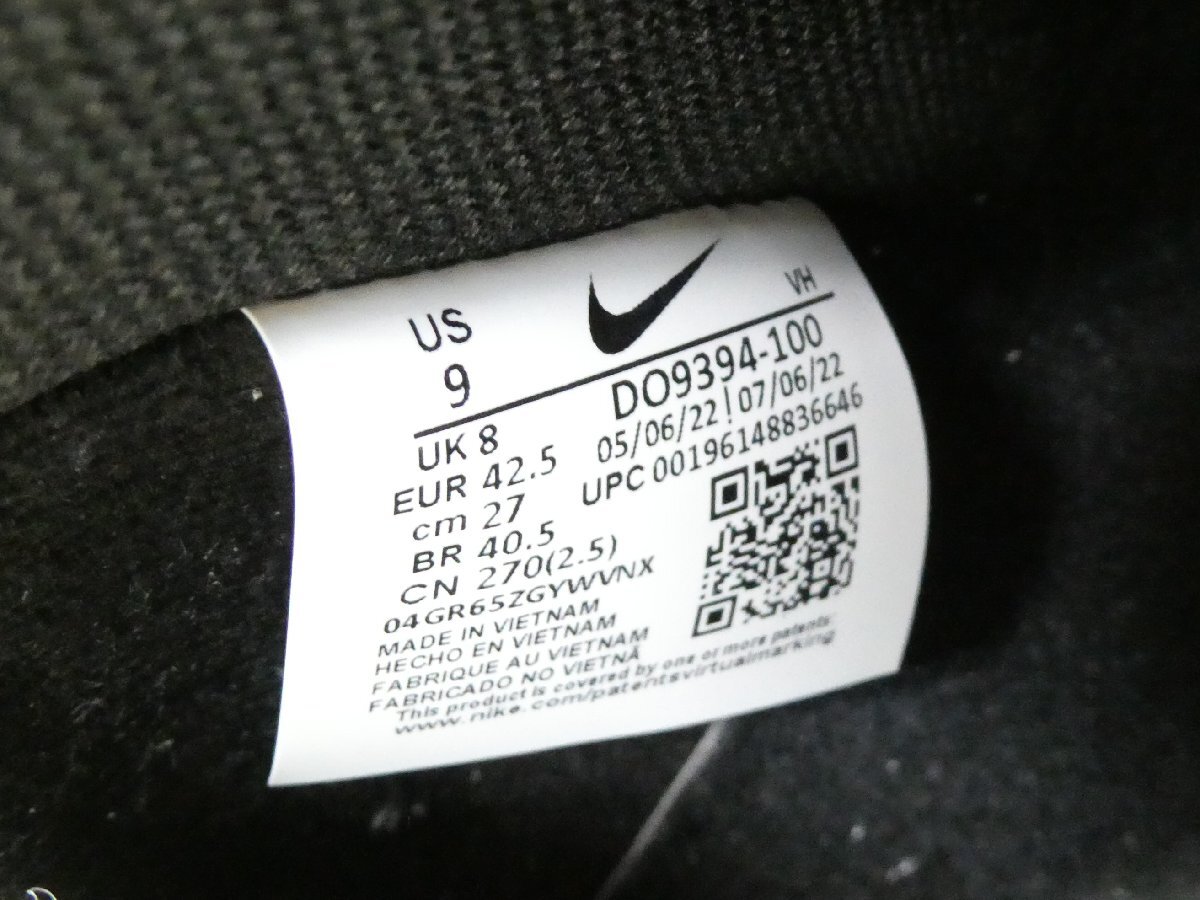 US
9
VH
UK 8
EUR 42.5
cm 27
BR 40.5
CN 270(2.5)
DO9394-100
05/06/22 ¦ 07/06/22
UPC 00196148836646
04GR65ZGYWVNX
MADE IN VIETNAM
HECHO EN VIETNAM
FABRIQUE AU VIETNAM
FABRICADO NO VIETNÃ
This product is covered by one or more patents
www.nike.com/patentsvirtualmarking